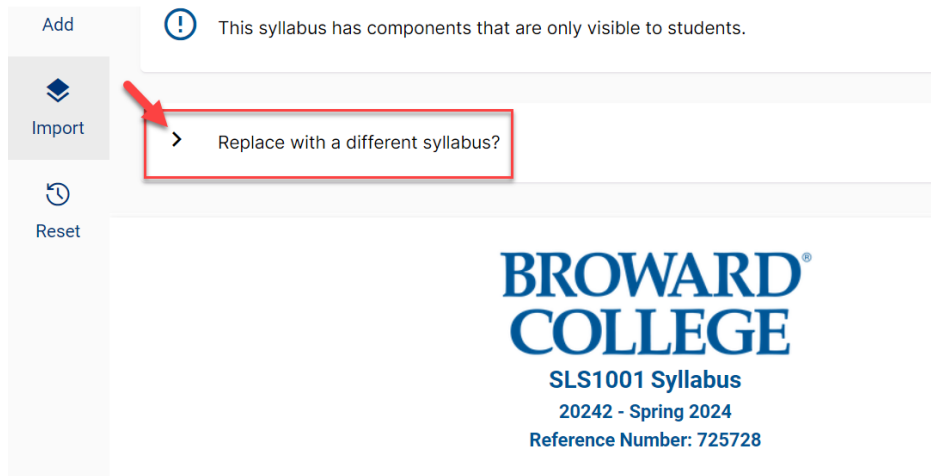 Add
This syllabus has components that are only visible to students.
Import
Replace with a different syllabus?
Reset
BROWARD®
COLLEGE
SLS1001 Syllabus
20242 - Spring 2024
Reference Number: 725728